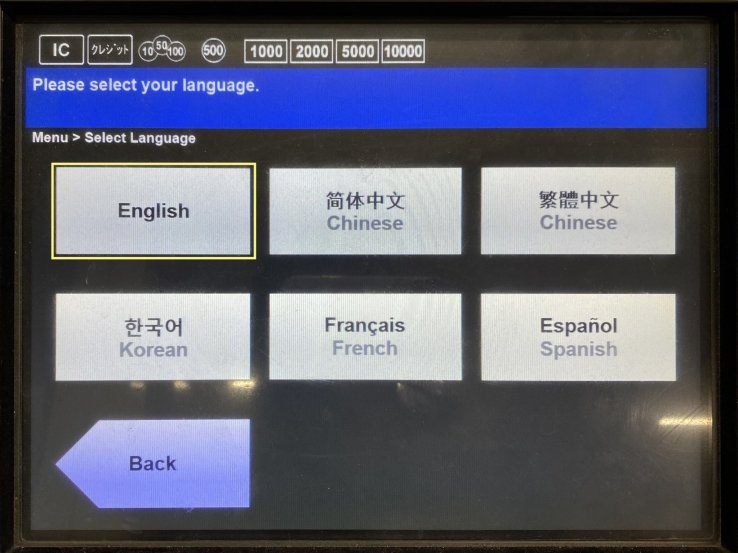 IC クレジット 10 50 100 500 1000 2000 5000 10000
Please select your language.
Menu > Select Language
English
简体中文
Chinese
繁體中文
Chinese
한국어
Korean
Français
French
Español
Spanish
Back